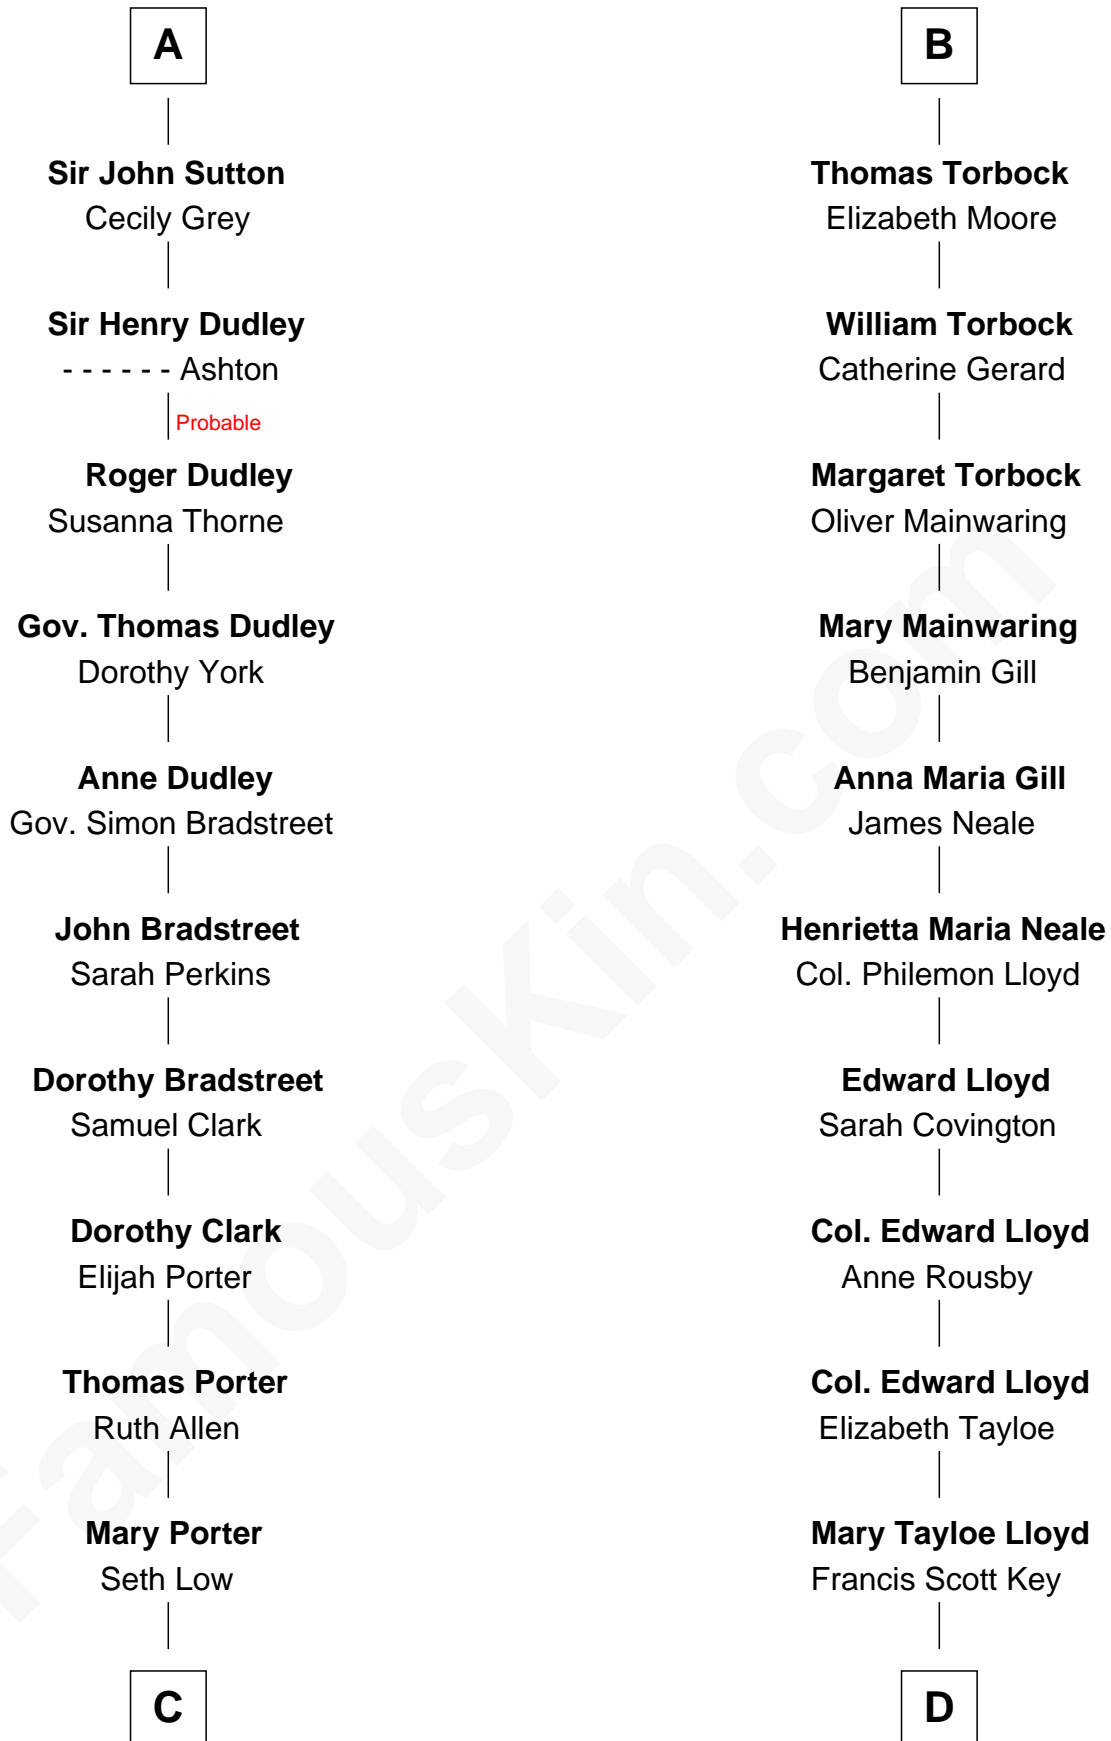 A
Sir John Sutton
Cecily Grey
Sir Henry Dudley
- - - - - - Ashton
Probable
Roger Dudley
Susanna Thorne
Gov. Thomas Dudley
Dorothy York
Anne Dudley
Gov. Simon Bradstreet
John Bradstreet
Sarah Perkins
Dorothy Bradstreet
Samuel Clark
Dorothy Clark
Elijah Porter
Thomas Porter
Ruth Allen
Mary Porter
Seth Low
C
B
Thomas Torbock
Elizabeth Moore
William Torbock
Catherine Gerard
Margaret Torbock
Oliver Mainwaring
Mary Mainwaring
Benjamin Gill
Anna Maria Gill
James Neale
Henrietta Maria Neale
Col. Philemon Lloyd
Edward Lloyd
Sarah Covington
Col. Edward Lloyd
Anne Rousby
Col. Edward Lloyd
Elizabeth Tayloe
Mary Tayloe Lloyd
Francis Scott Key
D
FamousKin.com